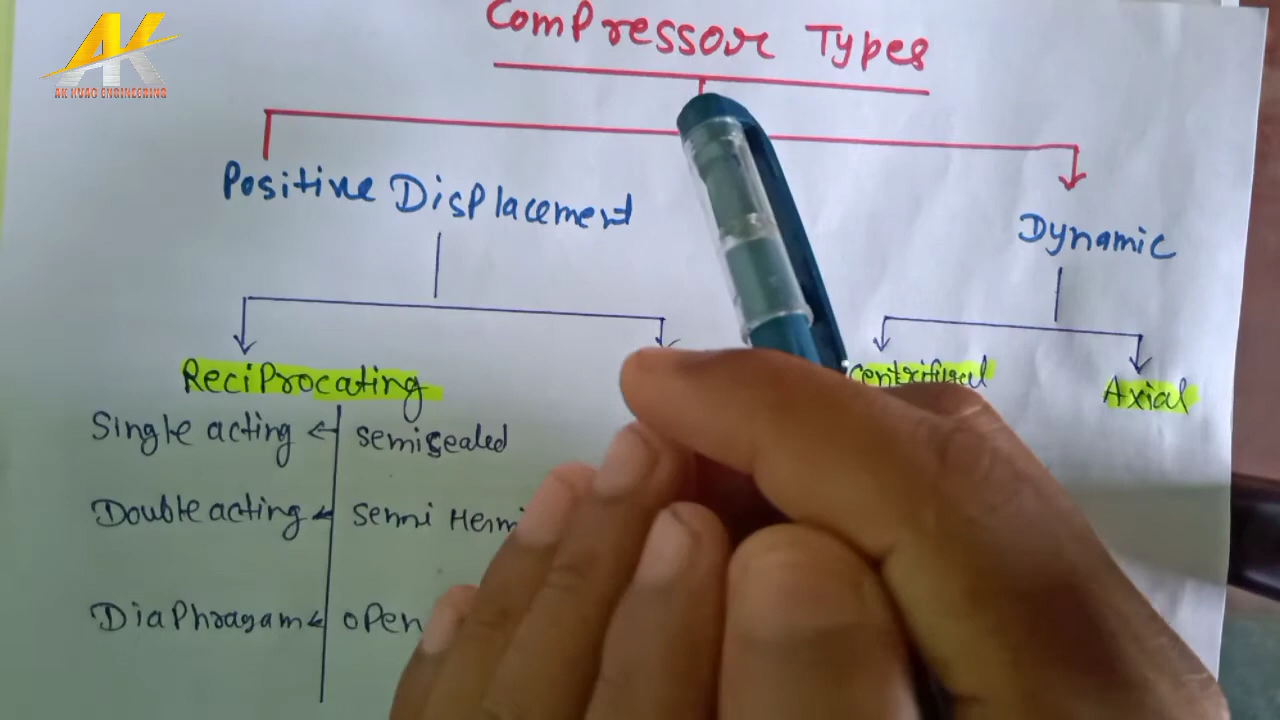 AK
AK HVAC ENGINEERING
Compressor Types
Positive Displacement
Dynamic
Reciprocating
centrifugal
Axial
Single acting
semisealed
Double acting
Semi
Diaphragam
open